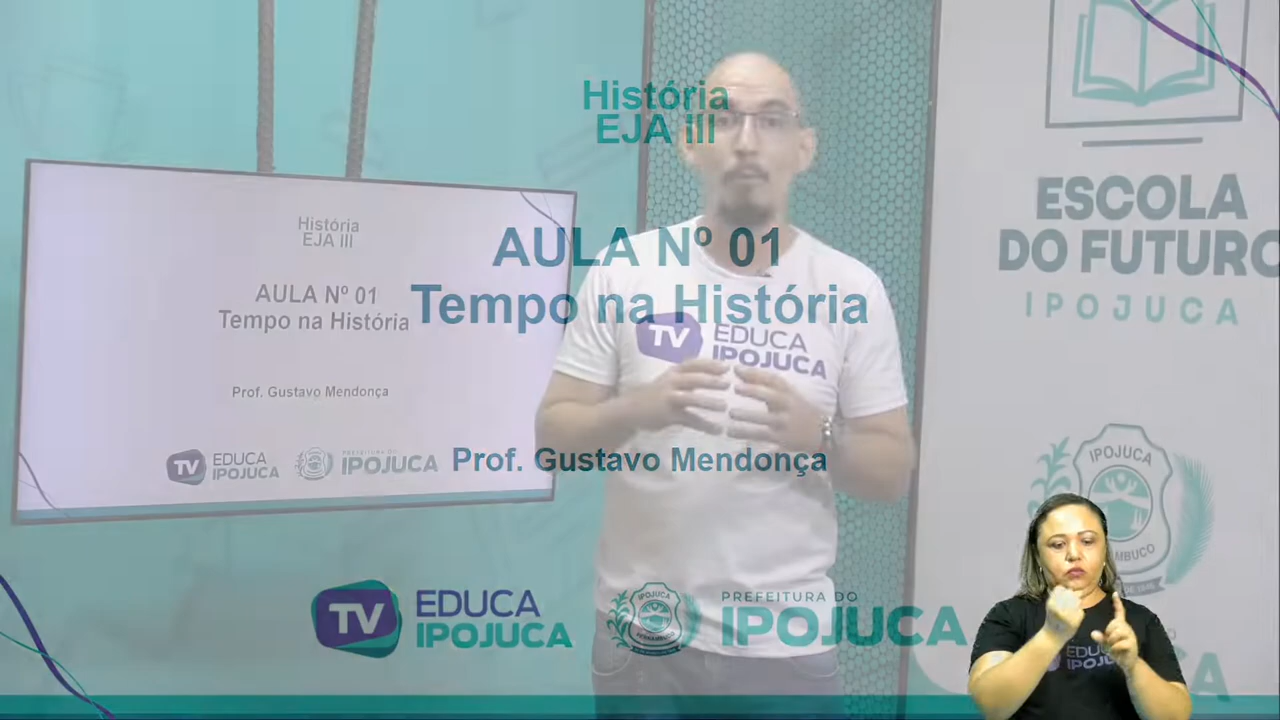 História
EJA III
AULA Nº 01
Tempo na História
Prof. Gustavo Mendonça
TV EDUCA
IPOJUCA
PREFEITURA DO
IPOJUCA
História
EJA III
AULA Nº 01
Tempo na História
Prof. Gustavo Mendonça
TV EDUCA
IPOJUCA
PREFEITURA DO
IPOJUCA
TV EDUCA
IPOJUCA
ESCOLA
DO FUTURO
IPOJUCA
IPOJUCA